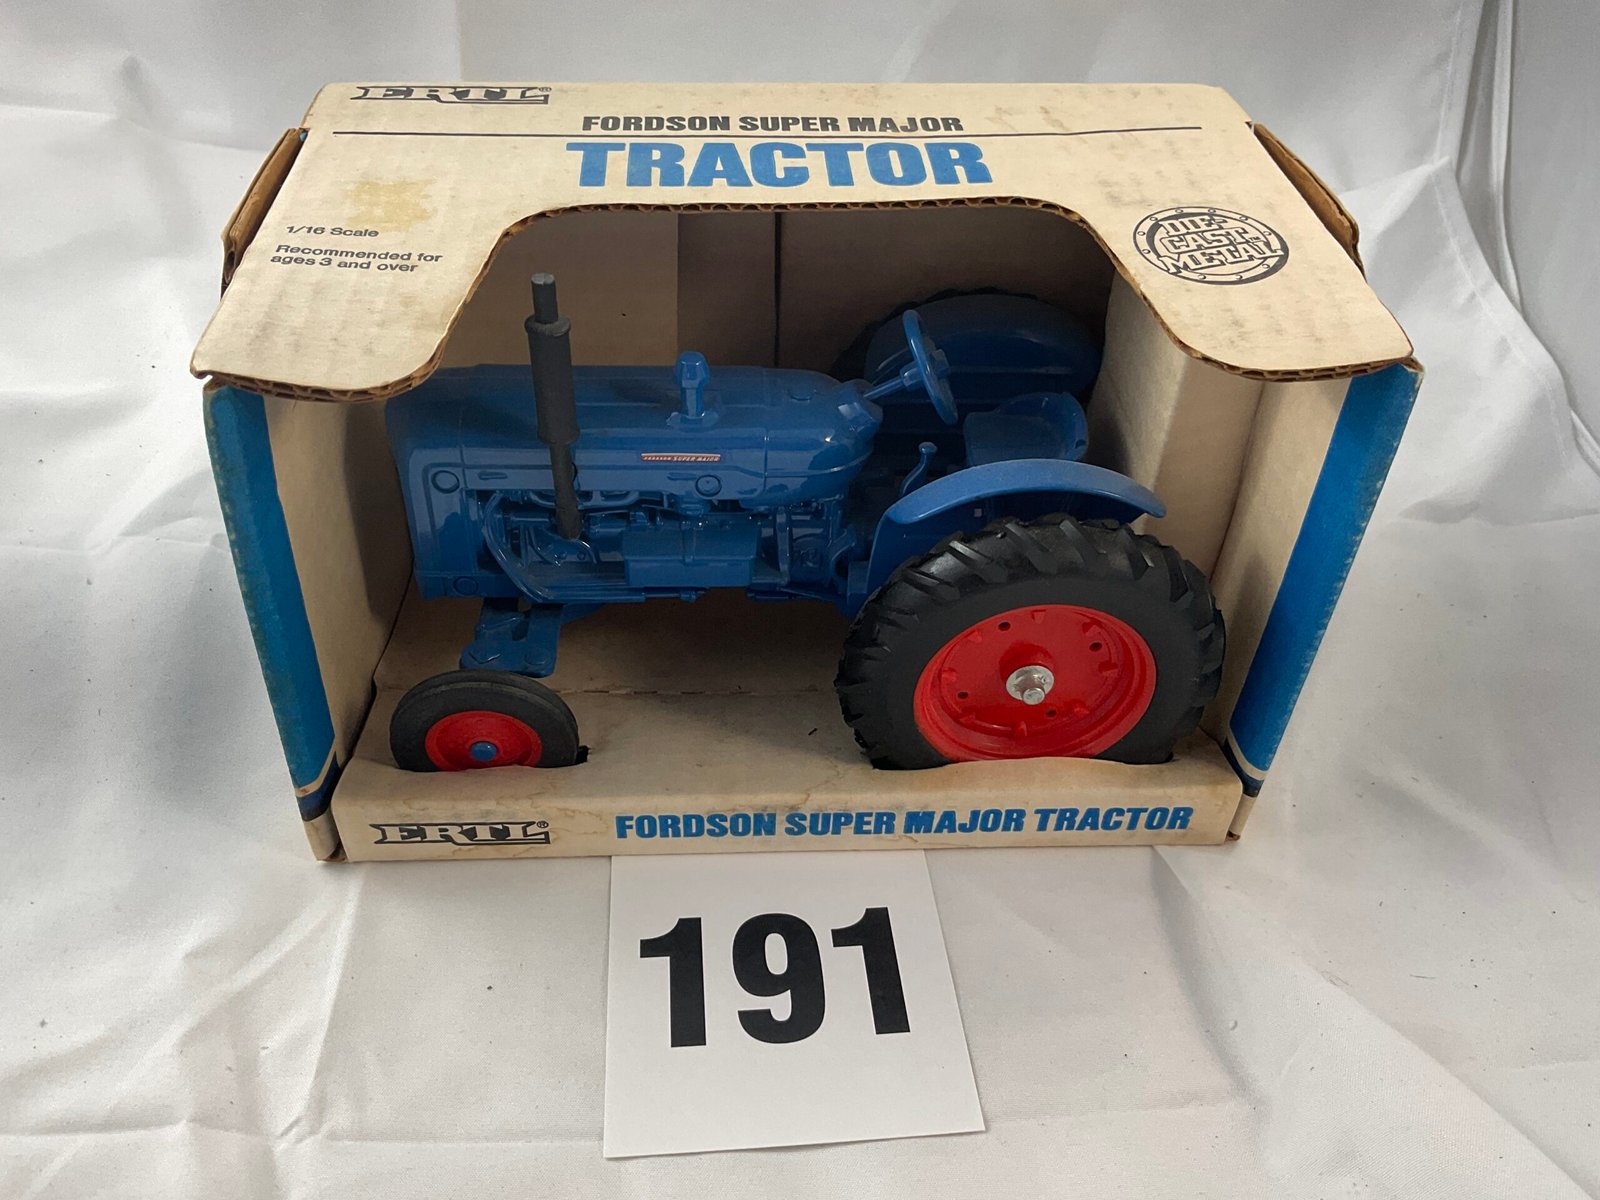 ERTL®
FORDSON SUPER MAJOR
TRACTOR
1/16 Scale
Recommended for
ages 3 and over
DIE-
CAST
METAL
FORDSON SUPER MAJOR
ERTL®
FORDSON SUPER MAJOR TRACTOR
191